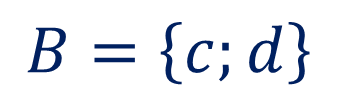 B = {c; d}